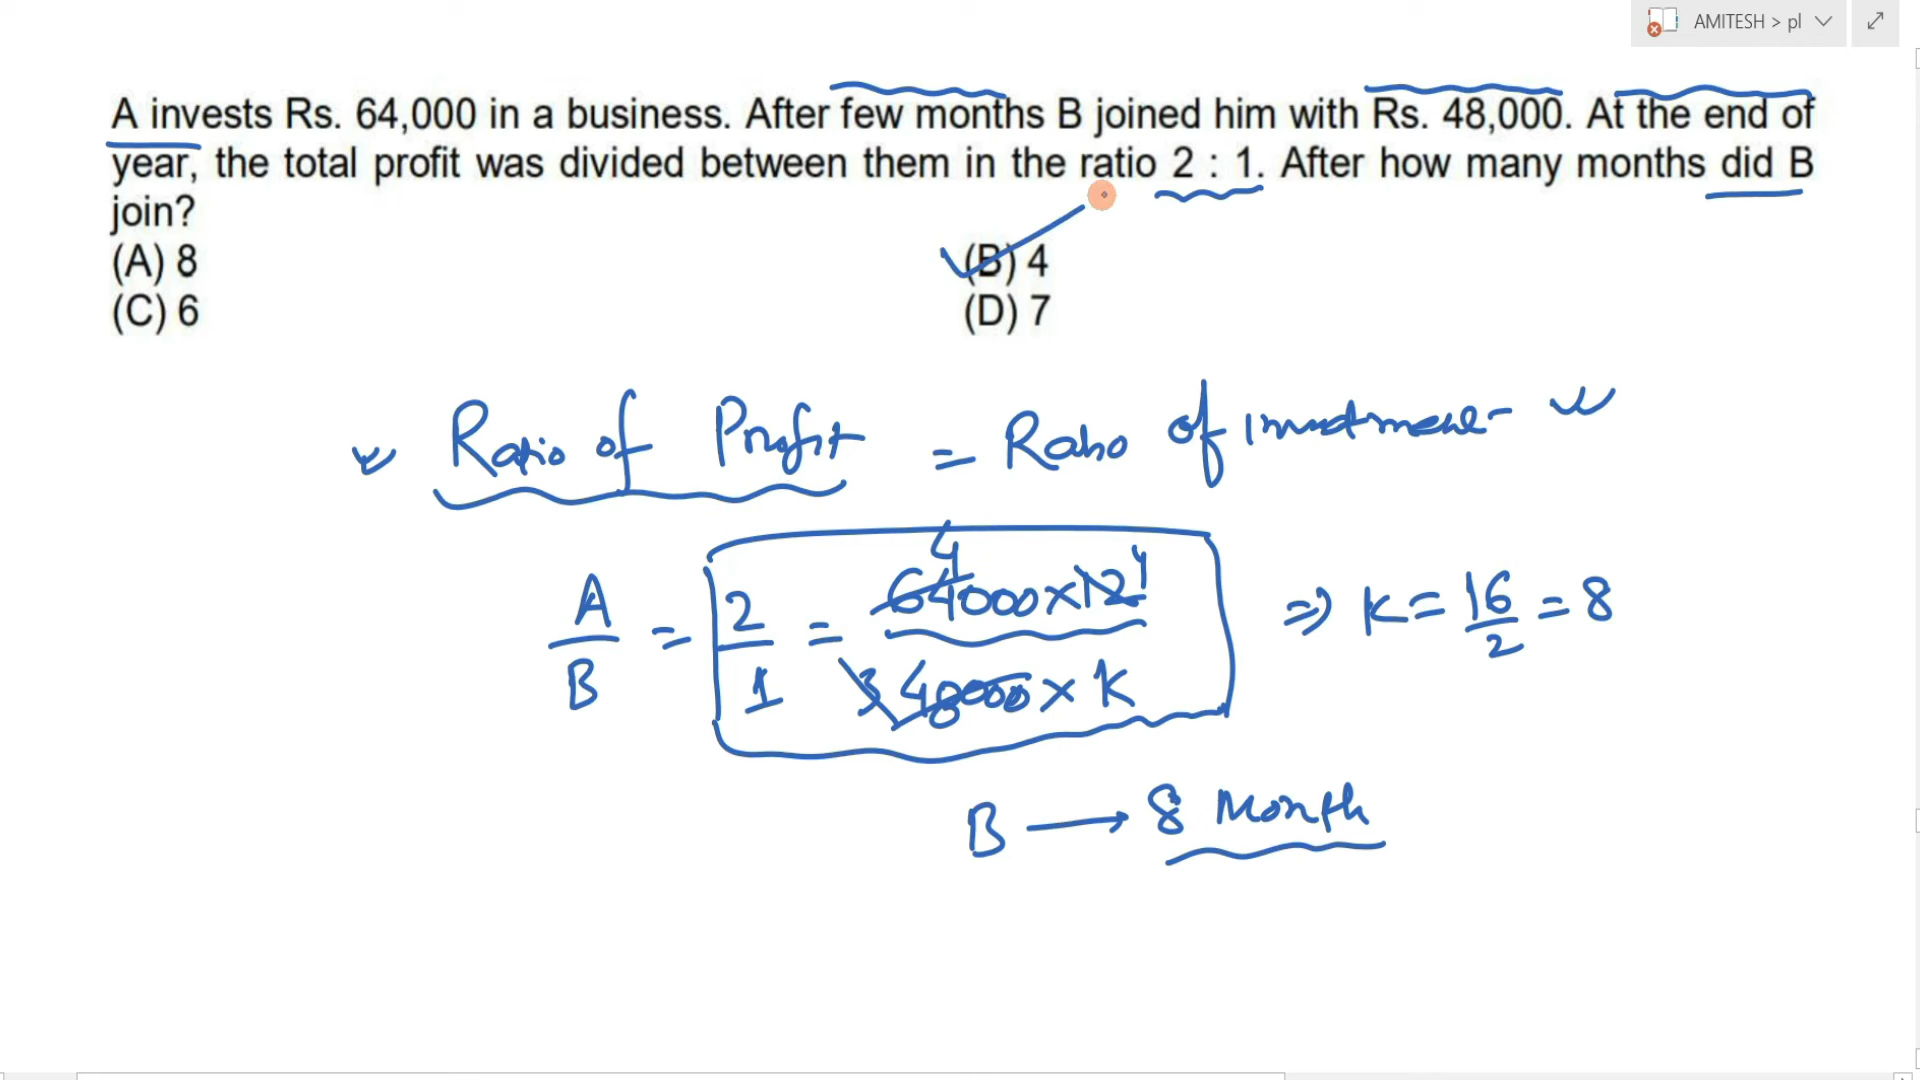 AMITESH > pl
A invests Rs. 64,000 in a business. After few months B joined him with Rs. 48,000. At the end of
year, the total profit was divided between them in the ratio 2 : 1. After how many months did B
join?
(A) 8 (B) 4
(C) 6 (D) 7
Ratio of Profit = Ratio of investment
A/B = 2/1 = 64000×12 / 48000×K ⇒ K = 16/2 = 8
4 4
3
B → 8 Month